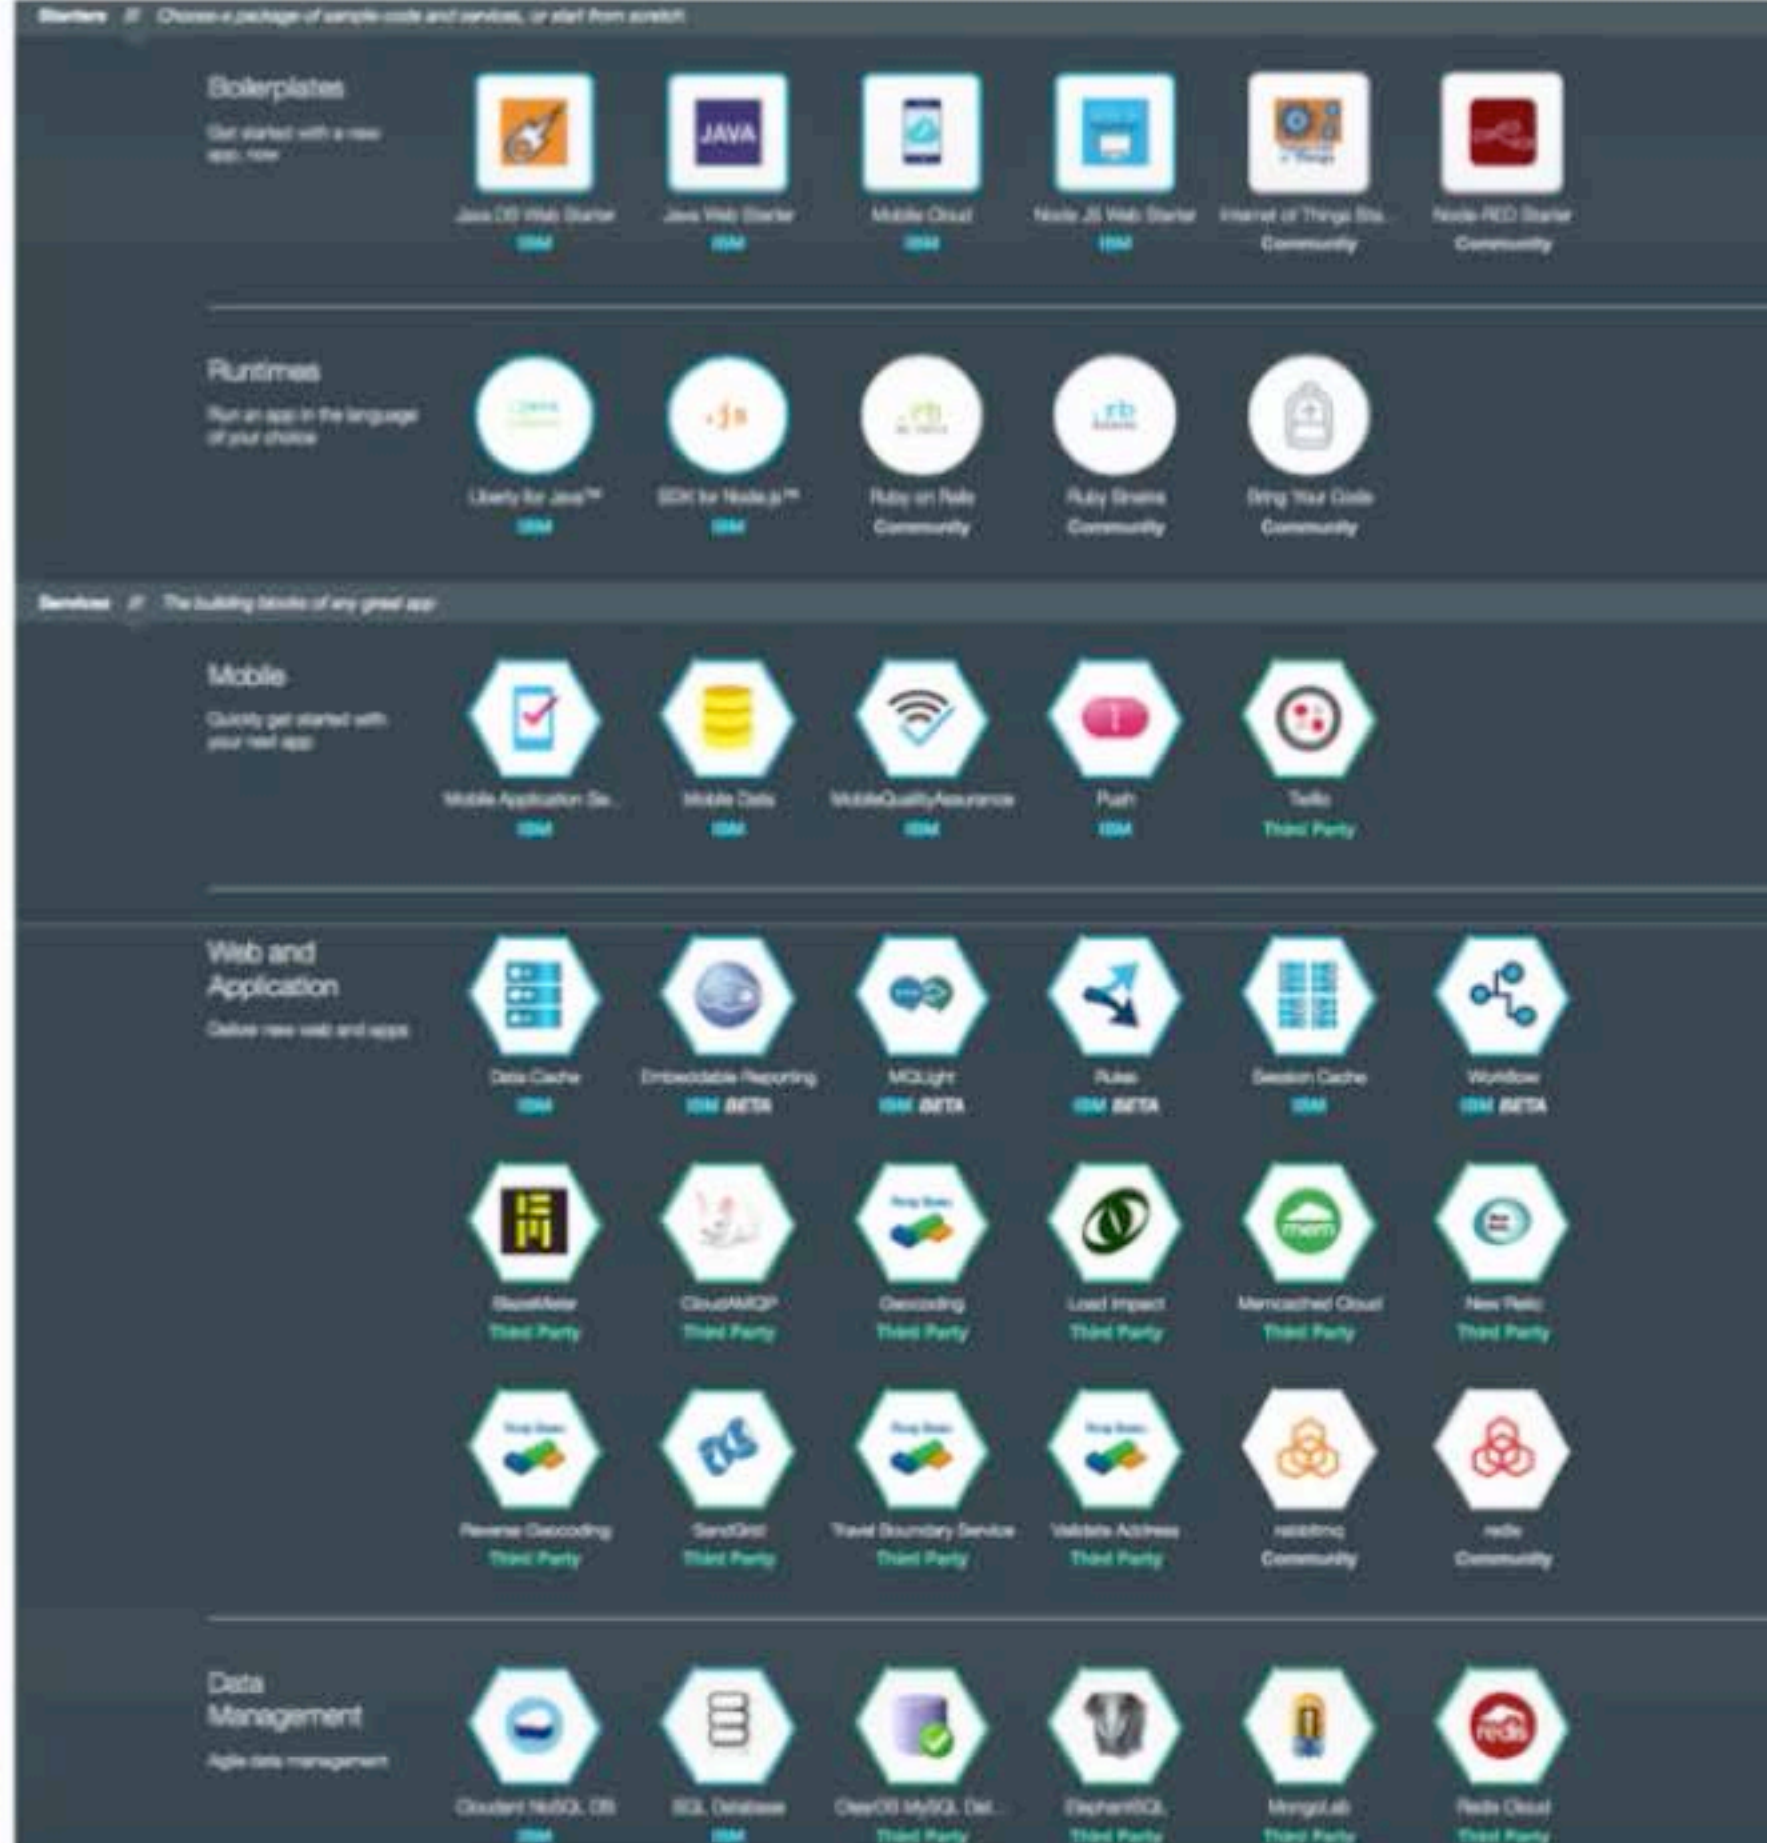 Starters // Choose a package of sample code and services, or start from scratch
Boilerplates
Get started with a new
app, now
JAVA
Java DB Web Starter
Java Web Starter
Mobile Cloud
Node JS Web Starter
Internet of Things Sta...
Node-RED Starter
IBM
IBM
IBM
IBM
Community
Community
Runtimes
Run an app in the language
of your choice
.js
.rb
.rb
Liberty for Java™
SDK for Node.js™
Ruby on Rails
Ruby Sinatra
Bring Your Code
IBM
IBM
Community
Community
Community
Services // The building blocks of any great app
Mobile
Quickly get started with
your next app
Mobile Application Se...
Mobile Data
MobileQualityAssurance
Push
Twilio
IBM
IBM
IBM
IBM
Third Party
Web and
Application
Deliver new web and apps
Data Cache
Embeddable Reporting
MQLight
Rules
Session Cache
Workflow
IBM
IBM BETA
IBM BETA
IBM BETA
IBM
IBM BETA
mem
BlazeMeter
CloudAMQP
Geocoding
Load Impact
Memcached Cloud
New Relic
Third Party
Third Party
Third Party
Third Party
Third Party
Third Party
Reverse Geocoding
SendGrid
Travel Boundary Service
Validate Address
rabbitmq
redis
Third Party
Third Party
Third Party
Third Party
Community
Community
Data
Management
Agile data management
redis
Cloudant NoSQL DB
SQL Database
ClearDB MySQL Dat...
ElephantSQL
MongoLab
Redis Cloud
IBM
IBM
Third Party
Third Party
Third Party
Third Party